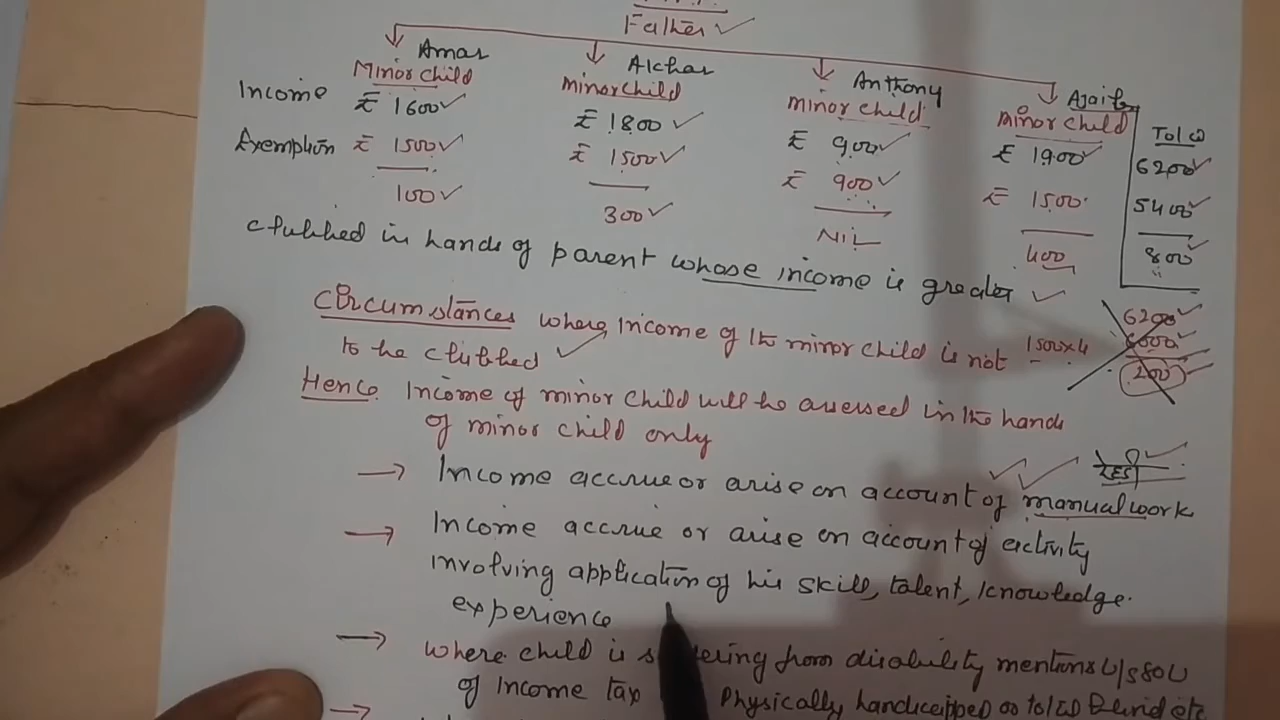 Father
Amar Akbar Anthony
Minor child minor child minor child minor child Total
Income ₹ 1600 ₹ 1800 ₹ 900 ₹ 1900 6200
Exemption ₹ 1500 ₹ 1500 ₹ 900 ₹ 1500 5400
100 300 NIL 400 800
clubbed in hands of parent whose income is greater
6200
1500x4 6000
200
Circumstances where income of the minor child is not
to be clubbed
Hence Income of minor child will be assessed in the hands
of minor child only
→ Income accrue or arise on account of manual work
→ Income accrue or arise on account of activity
involving application of his skill, talent, knowledge.
experience
→ where child is suffering from disability mentions U/s 80U
of Income tax Physically handicapped or total Blind etc
→